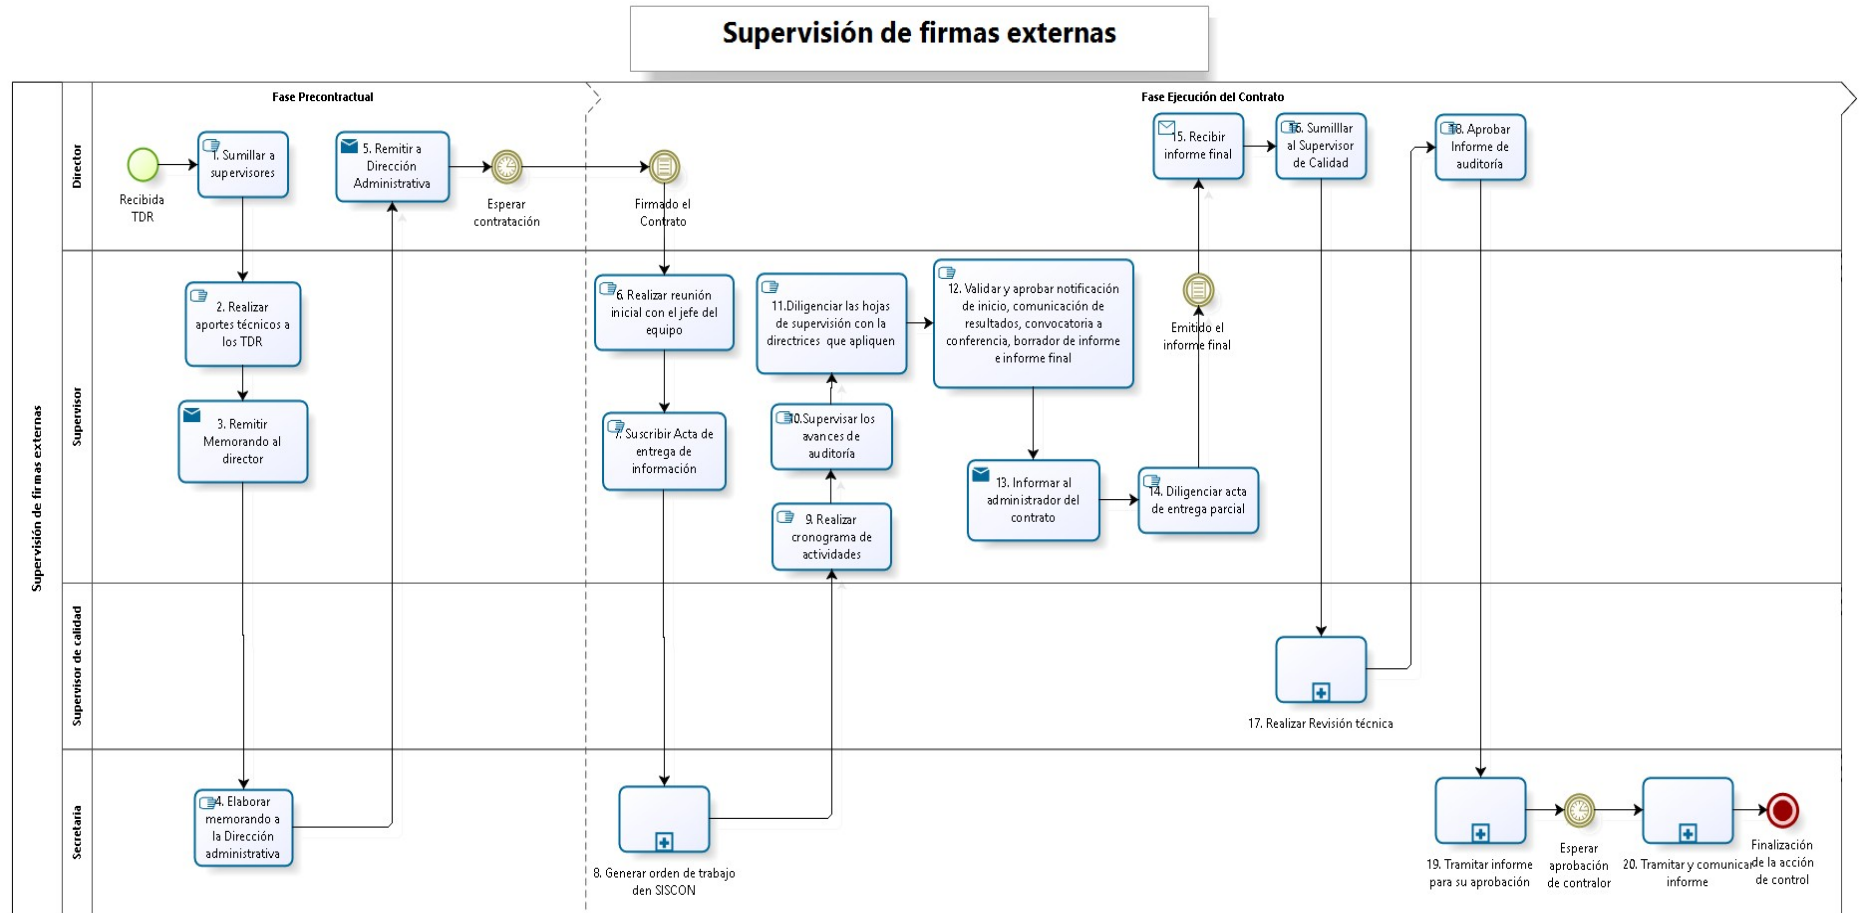 Supervisión de firmas externas
Fase Precontractual
Fase Ejecución del Contrato
Supervisión de firmas externas
Director
Recibida
TDR
1. Sumillar a
supervisores
5. Remitir a
Dirección
Administrativa
Esperar
contratación
Firmado el
Contrato
15. Recibir
informe final
16. Sumilllar
al Supervisor
de Calidad
18. Aprobar
Informe de
auditoría
Supervisor
2. Realizar
aportes técnicos a
los TDR
3. Remitir
Memorando al
director
6. Realizar reunión
inicial con el jefe del
equipo
7. Suscribir Acta de
entrega de
información
11.Diligenciar las hojas
de supervisión con la
directrices que apliquen
10.Supervisar los
avances de
auditoría
9. Realizar
cronograma de
actividades
12. Validar y aprobar notificación
de inicio, comunicación de
resultados, convocatoria a
conferencia, borrador de informe
e informe final
13. Informar al
administrador del
contrato
14. Diligenciar acta
de entrega parcial
Emitido el
informe final
Supervisor de calidad
17. Realizar Revisión técnica
Secretaria
4. Elaborar
memorando a
la Dirección
administrativa
8. Generar orden de trabajo
den SISCON
19. Tramitar informe
para su aprobación
Esperar
aprobación
de contralor
20. Tramitar y comunicar
informe
Finalización
de la acción
de control